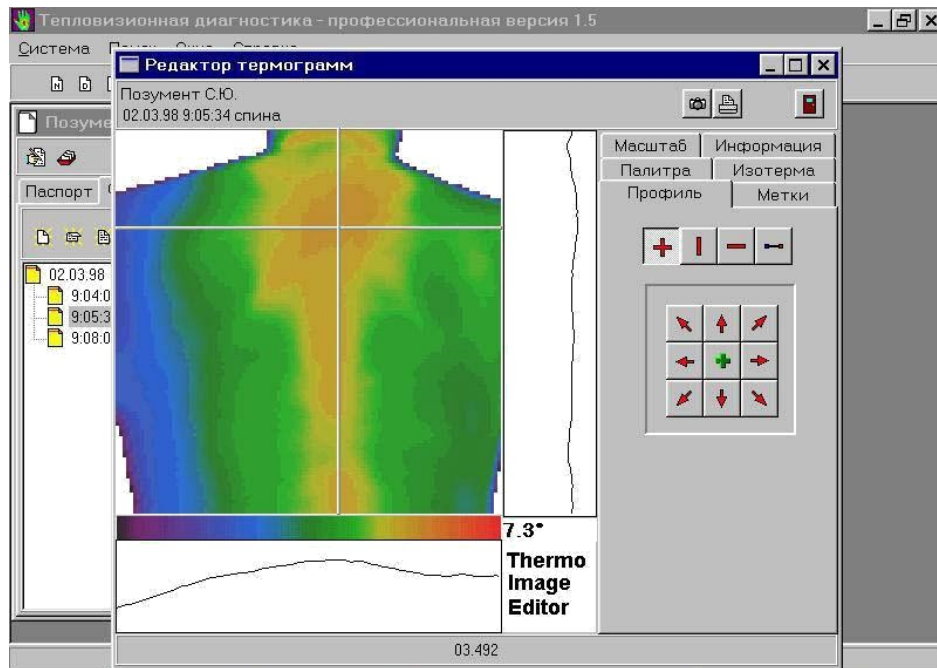 Тепловизионная диагностика - профессиональная версия 1.5
Система
Редактор термограмм
Позумент С.Ю.
02.03.98 9:05:34 спина
Позуме
Паспорт
02.03.98
9:04:0
9:05:3
9:08:0
Масштаб Информация
Палитра Изотерма
Профиль Метки
7.3°
Thermo
Image
Editor
03.492